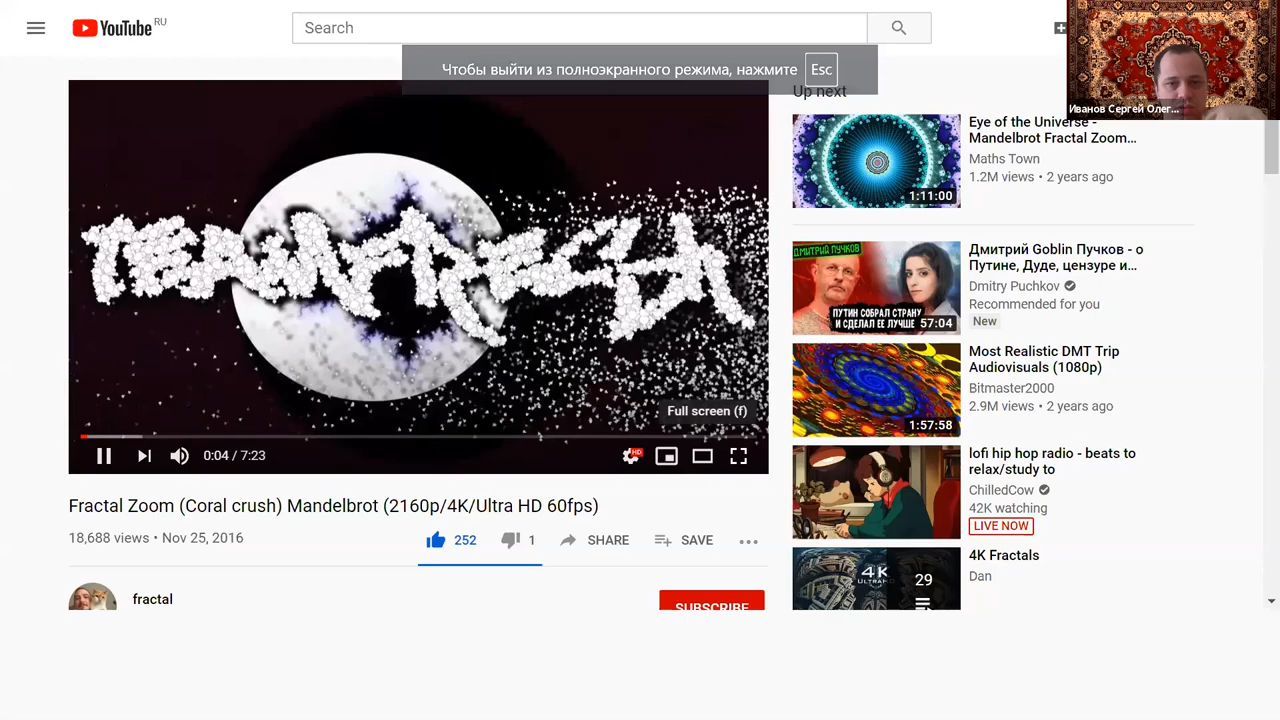 YouTube RU
Search
Чтобы выйти из полноэкранного режима, нажмите Esc
Иванов Сергей Олег...
Full screen (f)
0:04 / 7:23
HD
Fractal Zoom (Coral crush) Mandelbrot (2160p/4K/Ultra HD 60fps)
18,688 views • Nov 25, 2016
252
1
SHARE
SAVE
fractal
SUBSCRIBE
Up next
1:11:00
Eye of the Universe -
Mandelbrot Fractal Zoom...
Maths Town
1.2M views • 2 years ago
ДМИТРИЙ ПУЧКОВ
ПУТИН СОБРАЛ СТРАНУ
И СДЕЛАЛ ЕЕ ЛУЧШЕ
57:04
Дмитрий Goblin Пучков - о
Путине, Дуде, цензуре и...
Dmitry Puchkov
Recommended for you
New
1:57:58
Most Realistic DMT Trip
Audiovisuals (1080p)
Bitmaster2000
2.9M views • 2 years ago
lofi hip hop radio - beats to
relax/study to
ChilledCow
42K watching
LIVE NOW
4K
ULTRA HD
29
4K Fractals
Dan